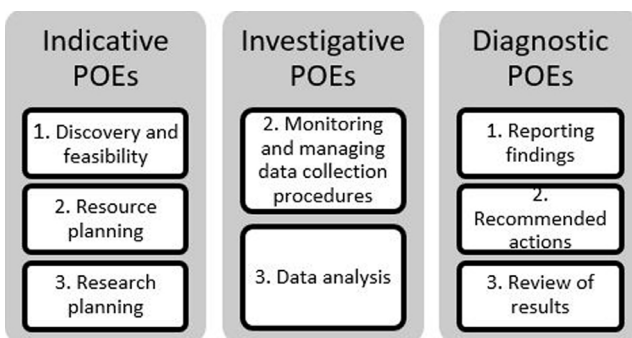 Indicative
POEs
1. Discovery and
feasibility
2. Resource
planning
3. Research
planning
Investigative
POEs
2. Monitoring
and managing
data collection
procedures
3. Data analysis
Diagnostic
POEs
1. Reporting
findings
2.
Recommended
actions
3. Review of
results